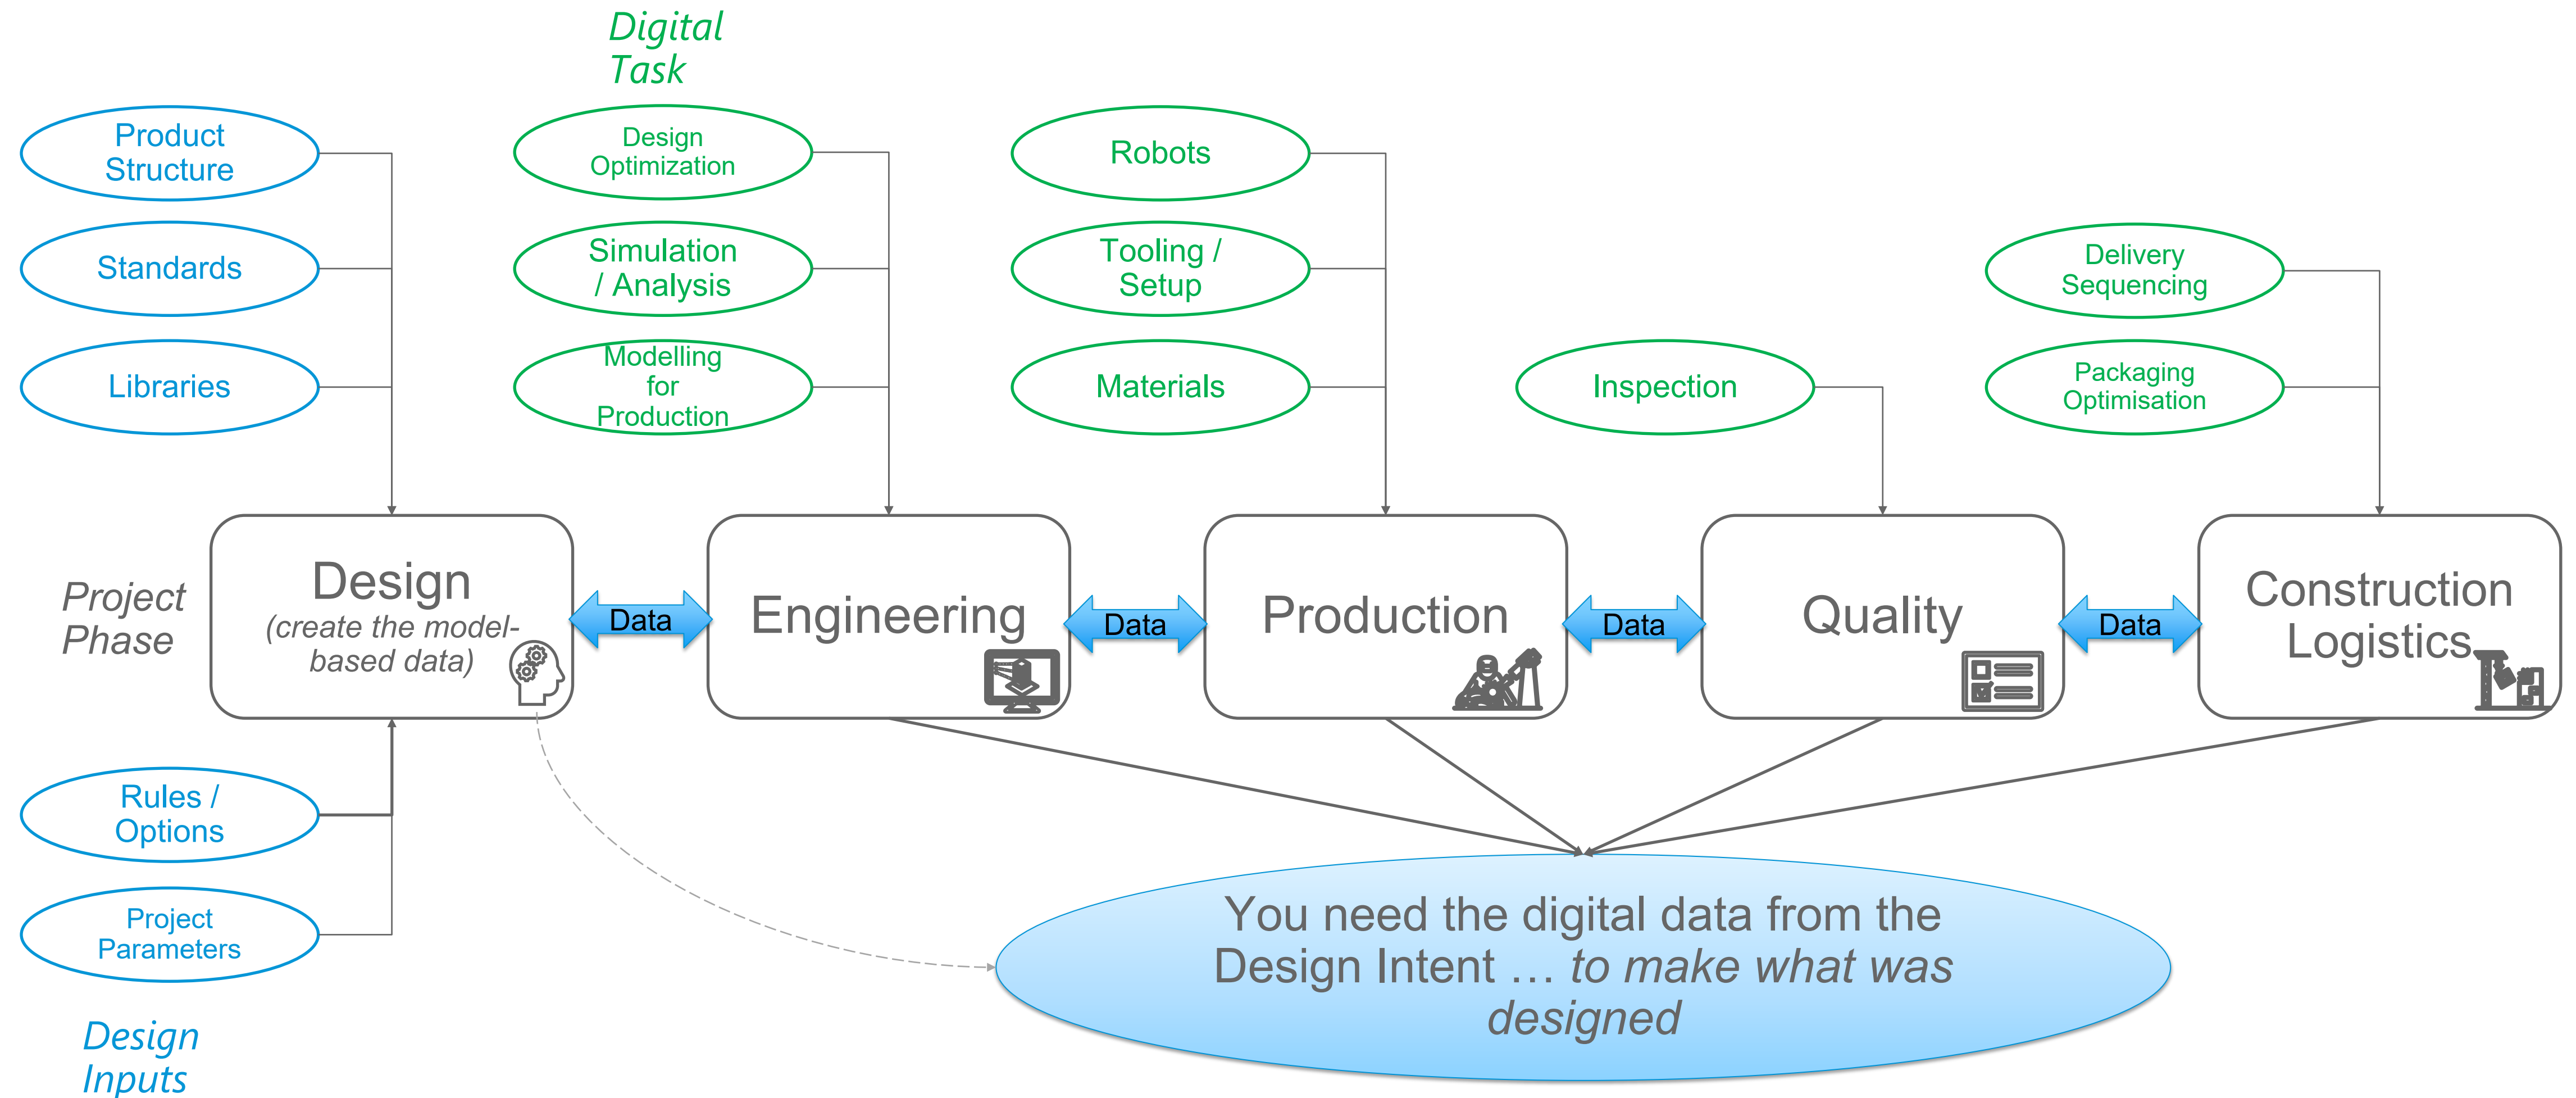 Digital
Task
Product
Structure
Design
Optimization
Robots
Standards
Simulation
/ Analysis
Tooling /
Setup
Delivery
Sequencing
Libraries
Modelling
for
Production
Materials
Inspection
Packaging
Optimisation
Project
Phase
Design
(create the model-
based data)
Data
Engineering
Data
Production
Data
Quality
Data
Construction
Logistics
Rules /
Options
Project
Parameters
Design
Inputs
You need the digital data from the
Design Intent … to make what was
designed